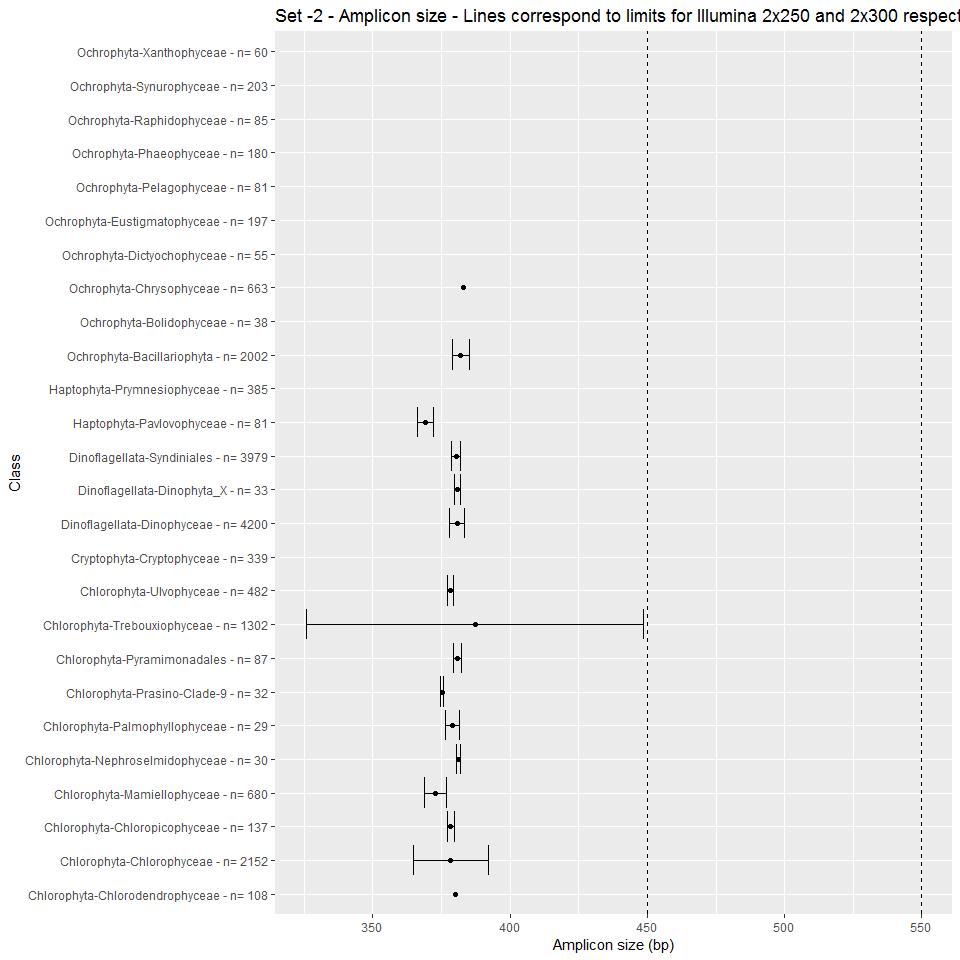 Set -2 - Amplicon size - Lines correspond to limits for Illumina 2x250 and 2x300 respect
Ochrophyta-Xanthophyceae - n= 60
Ochrophyta-Synurophyceae - n= 203
Ochrophyta-Raphidophyceae - n= 85
Ochrophyta-Phaeophyceae - n= 180
Ochrophyta-Pelagophyceae - n= 81
Ochrophyta-Eustigmatophyceae - n= 197
Ochrophyta-Dictyochophyceae - n= 55
Ochrophyta-Chrysophyceae - n= 663
Ochrophyta-Bolidophyceae - n= 38
Ochrophyta-Bacillariophyta - n= 2002
Haptophyta-Prymnesiophyceae - n= 385
Haptophyta-Pavlovophyceae - n= 81
Dinoflagellata-Syndiniales - n= 3979
Dinoflagellata-Dinophyta_X - n= 33
Dinoflagellata-Dinophyceae - n= 4200
Cryptophyta-Cryptophyceae - n= 339
Chlorophyta-Ulvophyceae - n= 482
Chlorophyta-Trebouxiophyceae - n= 1302
Chlorophyta-Pyramimonadales - n= 87
Chlorophyta-Prasino-Clade-9 - n= 32
Chlorophyta-Palmophyllophyceae - n= 29
Chlorophyta-Nephroselmidophyceae - n= 30
Chlorophyta-Mamiellophyceae - n= 680
Chlorophyta-Chloropicophyceae - n= 137
Chlorophyta-Chlorophyceae - n= 2152
Chlorophyta-Chlorodendrophyceae - n= 108
Class
350 400 450 500 550
Amplicon size (bp)